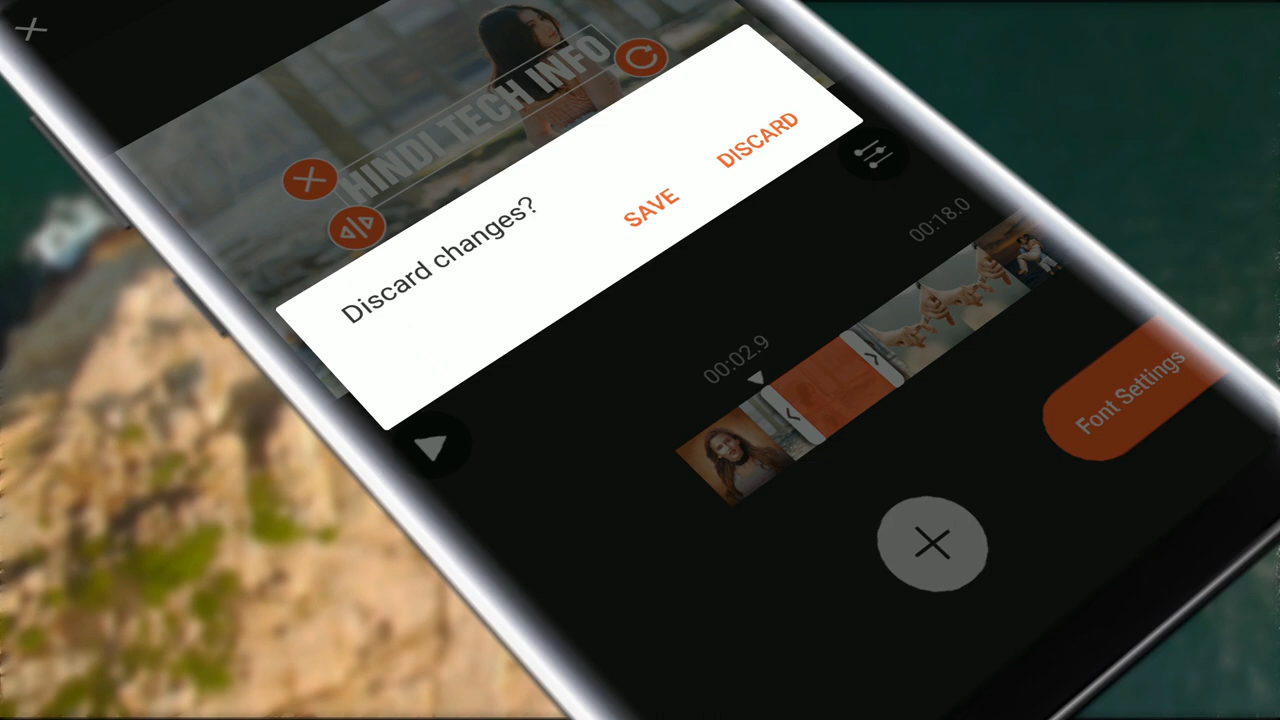 HINDI TECH INFO
Discard changes?
SAVE
DISCARD
00:18.0
00:02.9
Font Settings